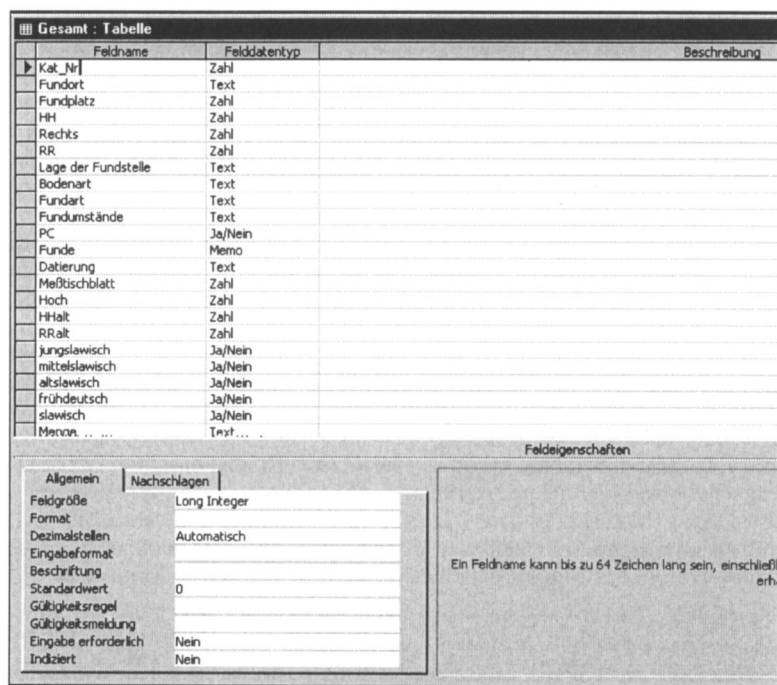 Gesamt : Tabelle
Feldname Felddatentyp Beschreibung
Kat_Nr Zahl
Fundort Text
Fundplatz Zahl
HH Zahl
Rechts Zahl
RR Zahl
Lage der Fundstelle Text
Bodenart Text
Fundart Text
Fundumstände Text
PC Ja/Nein
Funde Memo
Datierung Text
Meßtischblatt Zahl
Hoch Zahl
HHalt Zahl
RRalt Zahl
jungslawisch Ja/Nein
mittelslawisch Ja/Nein
altslawisch Ja/Nein
frühdeutsch Ja/Nein
slawisch Ja/Nein
Menge Text
Feldeigenschaften
Allgemein Nachschlagen
Feldgröße Long Integer
Format
Dezimalstellen Automatisch
Eingabeformat
Beschriftung
Standardwert 0
Gültigkeitsregel
Gültigkeitsmeldung
Eingabe erforderlich Nein
Indiziert Nein
Ein Feldname kann bis zu 64 Zeichen lang sein, einschließl
erh